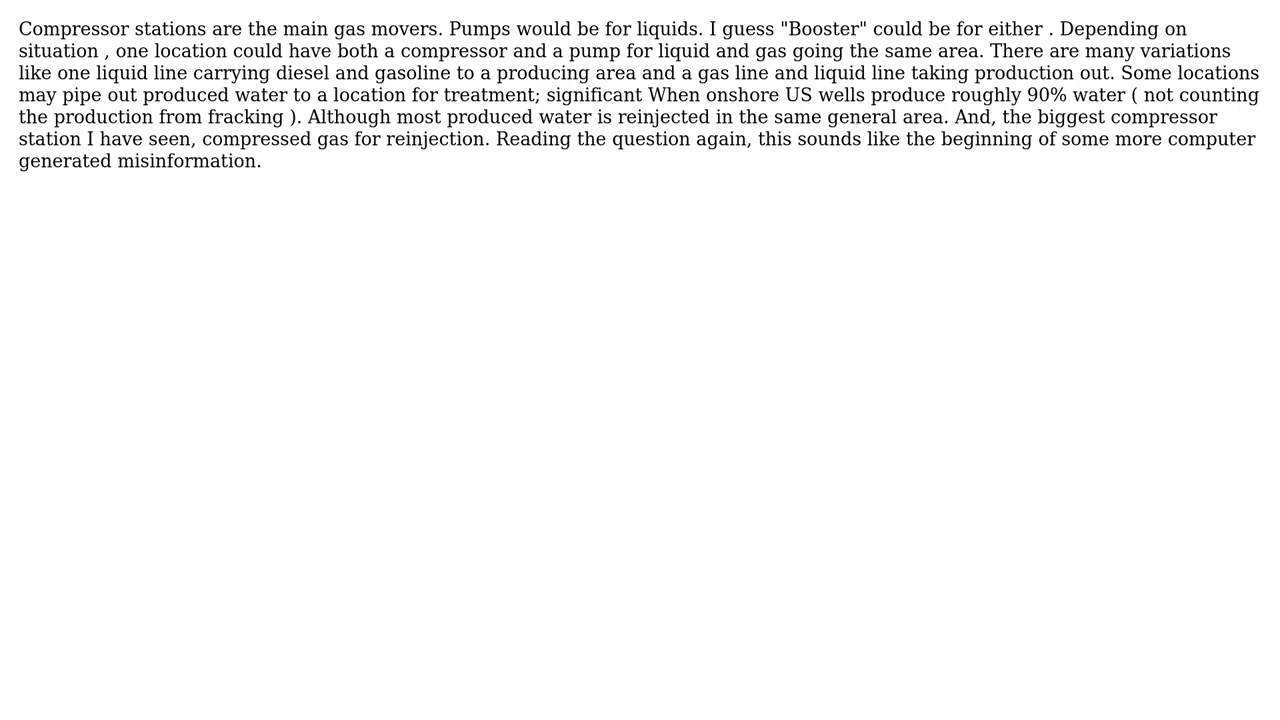 Compressor stations are the main gas movers. Pumps would be for liquids. I guess "Booster" could be for either . Depending on
situation , one location could have both a compressor and a pump for liquid and gas going the same area. There are many variations
like one liquid line carrying diesel and gasoline to a producing area and a gas line and liquid line taking production out. Some locations
may pipe out produced water to a location for treatment; significant When onshore US wells produce roughly 90% water ( not counting
the production from fracking ). Although most produced water is reinjected in the same general area. And, the biggest compressor
station I have seen, compressed gas for reinjection. Reading the question again, this sounds like the beginning of some more computer
generated misinformation.